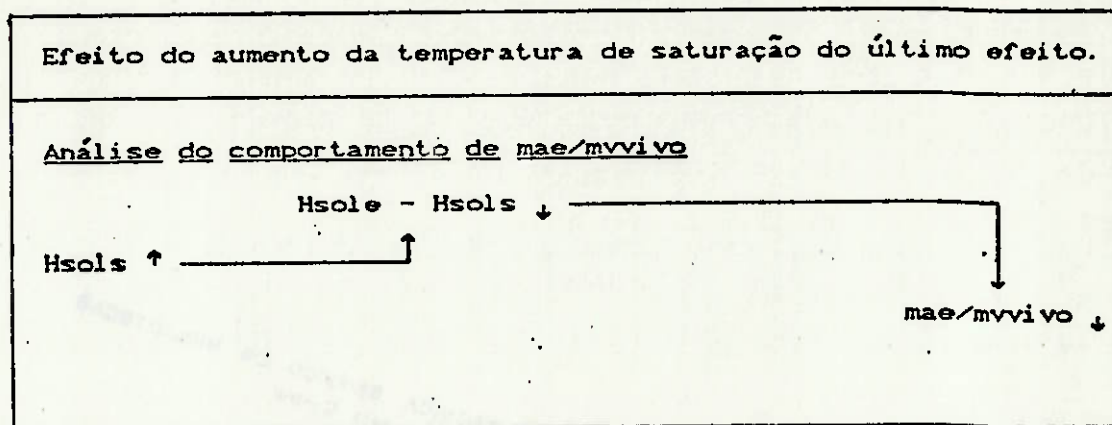 Efeito do aumento da temperatura de saturação do último efeito.
Análise do comportamento de mae/mvvivo
Hsole - Hsols ↓
Hsols ↑
mae/mvvivo ↓